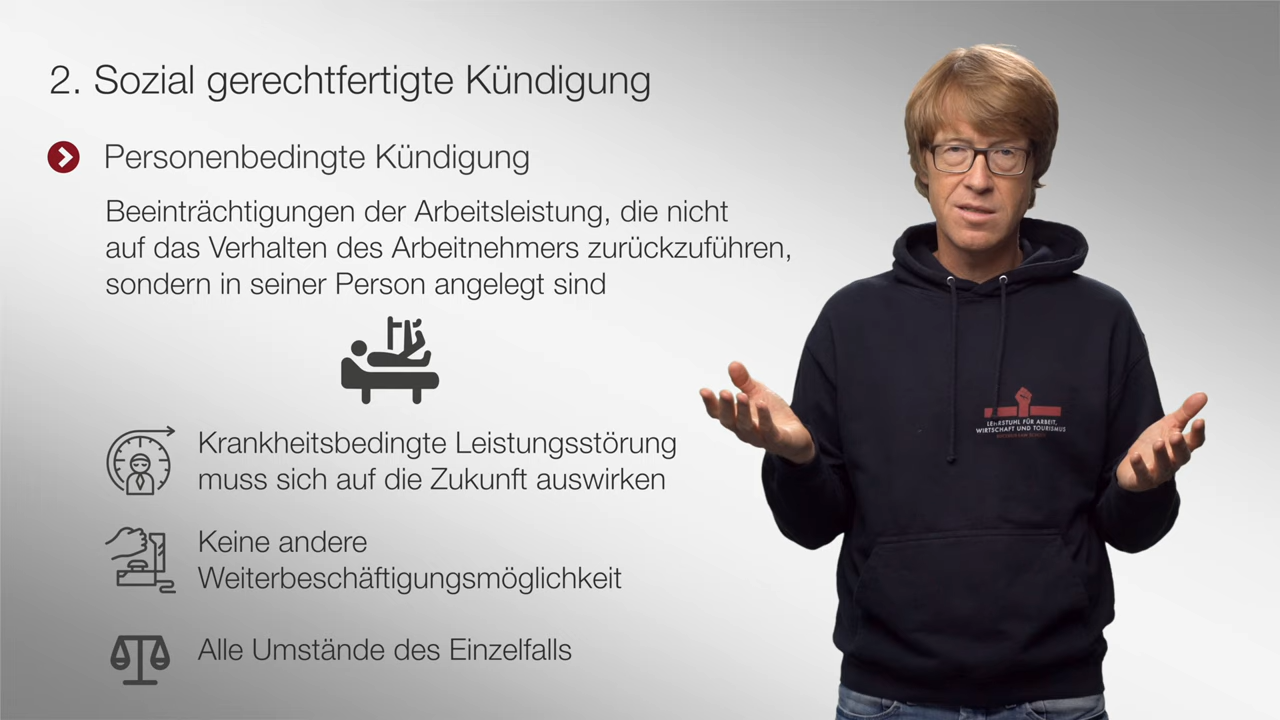 2. Sozial gerechtfertigte Kündigung
Personenbedingte Kündigung
Beeinträchtigungen der Arbeitsleistung, die nicht
auf das Verhalten des Arbeitnehmers zurückzuführen,
sondern in seiner Person angelegt sind
Krankheitsbedingte Leistungsstörung
muss sich auf die Zukunft auswirken
Keine andere
Weiterbeschäftigungsmöglichkeit
Alle Umstände des Einzelfalls
LEHRSTUHL FÜR ARBEIT,
WIRTSCHAFT UND TOURISMUS